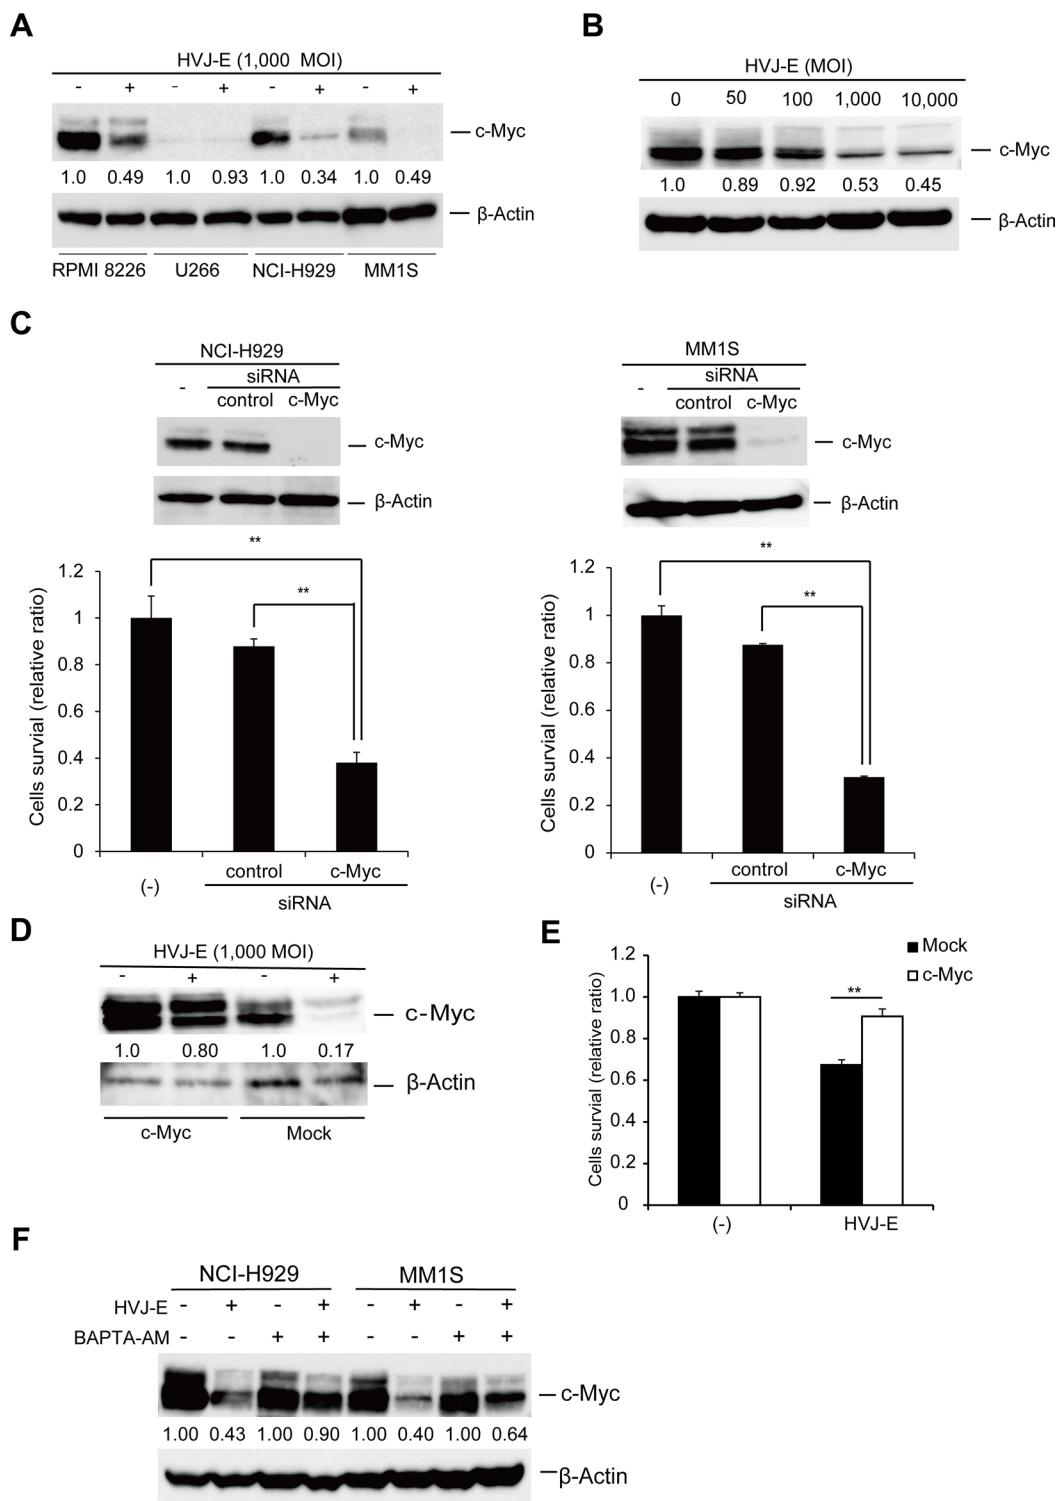 A
HVJ-E (1,000 MOI)
- + - + - + - +
c-Myc
1.0 0.49 1.0 0.93 1.0 0.34 1.0 0.49
β-Actin
RPMI 8226 U266 NCI-H929 MM1S
B
HVJ-E (MOI)
0 50 100 1,000 10,000
c-Myc
1.0 0.89 0.92 0.53 0.45
β-Actin
C
NCI-H929
siRNA
- control c-Myc
c-Myc
β-Actin
**
**
1.2
1
0.8
0.6
0.4
0.2
0
Cells survial (relative ratio)
(-) control c-Myc
siRNA
MM1S
siRNA
- control c-Myc
c-Myc
β-Actin
**
**
1.2
1
0.8
0.6
0.4
0.2
0
Cells survial (relative ratio)
(-) control c-Myc
siRNA
D
HVJ-E (1,000 MOI)
- + - +
c-Myc
1.0 0.80 1.0 0.17
β-Actin
c-Myc Mock
E
Mock
c-Myc
**
1.2
1.0
0.8
0.6
0.4
0.2
0
Cells survial (relative ratio)
(-) HVJ-E
F
NCI-H929 MM1S
HVJ-E - + - + - + - +
BAPTA-AM - - + + - - + +
c-Myc
1.00 0.43 1.00 0.90 1.00 0.40 1.00 0.64
β-Actin